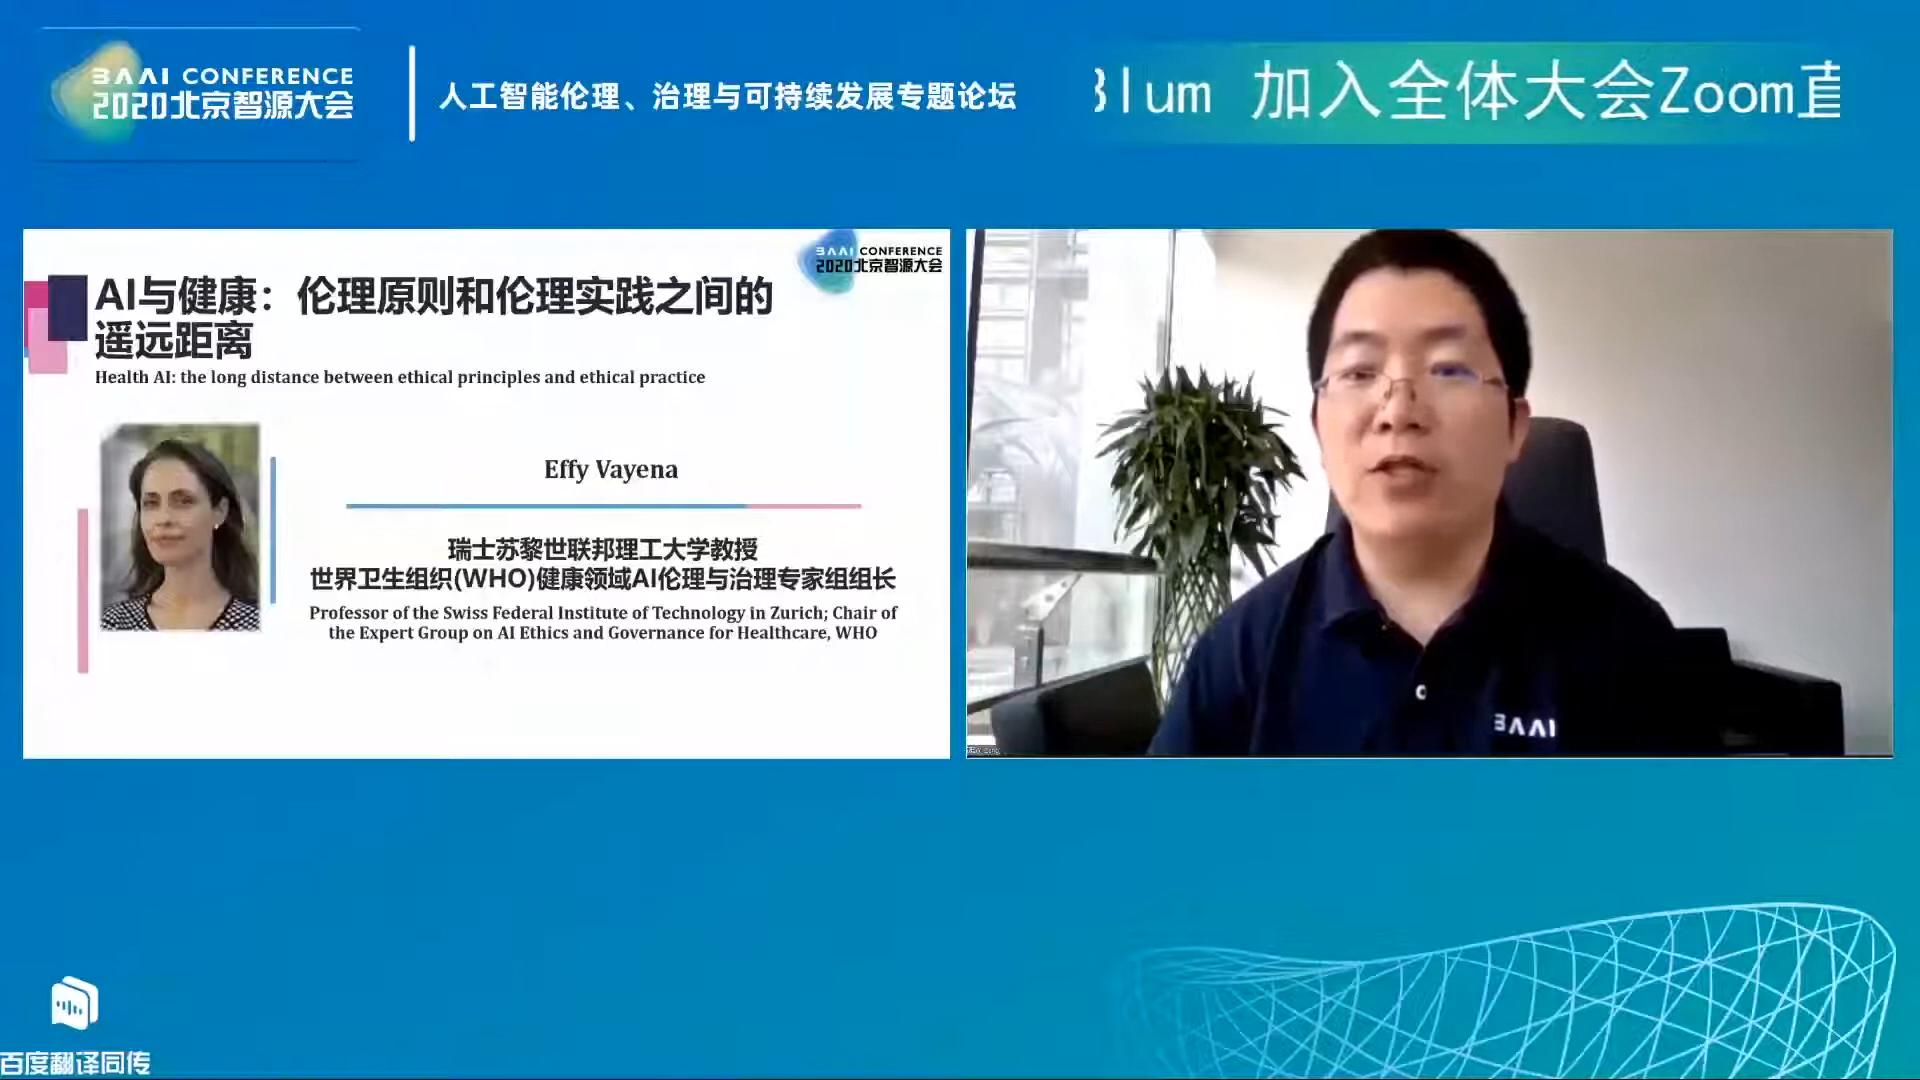 BAAI CONFERENCE
2020北京智源大会
人工智能伦理、治理与可持续发展专题论坛
Blum 加入全体大会Zoom直
BAAI CONFERENCE
2020北京智源大会
AI与健康：伦理原则和伦理实践之间的
遥远距离
Health AI: the long distance between ethical principles and ethical practice
Effy Vayena
瑞士苏黎世联邦理工大学教授
世界卫生组织(WHO)健康领域AI伦理与治理专家组组长
Professor of the Swiss Federal Institute of Technology in Zurich; Chair of
the Expert Group on AI Ethics and Governance for Healthcare, WHO
BAAI
百度翻译同传